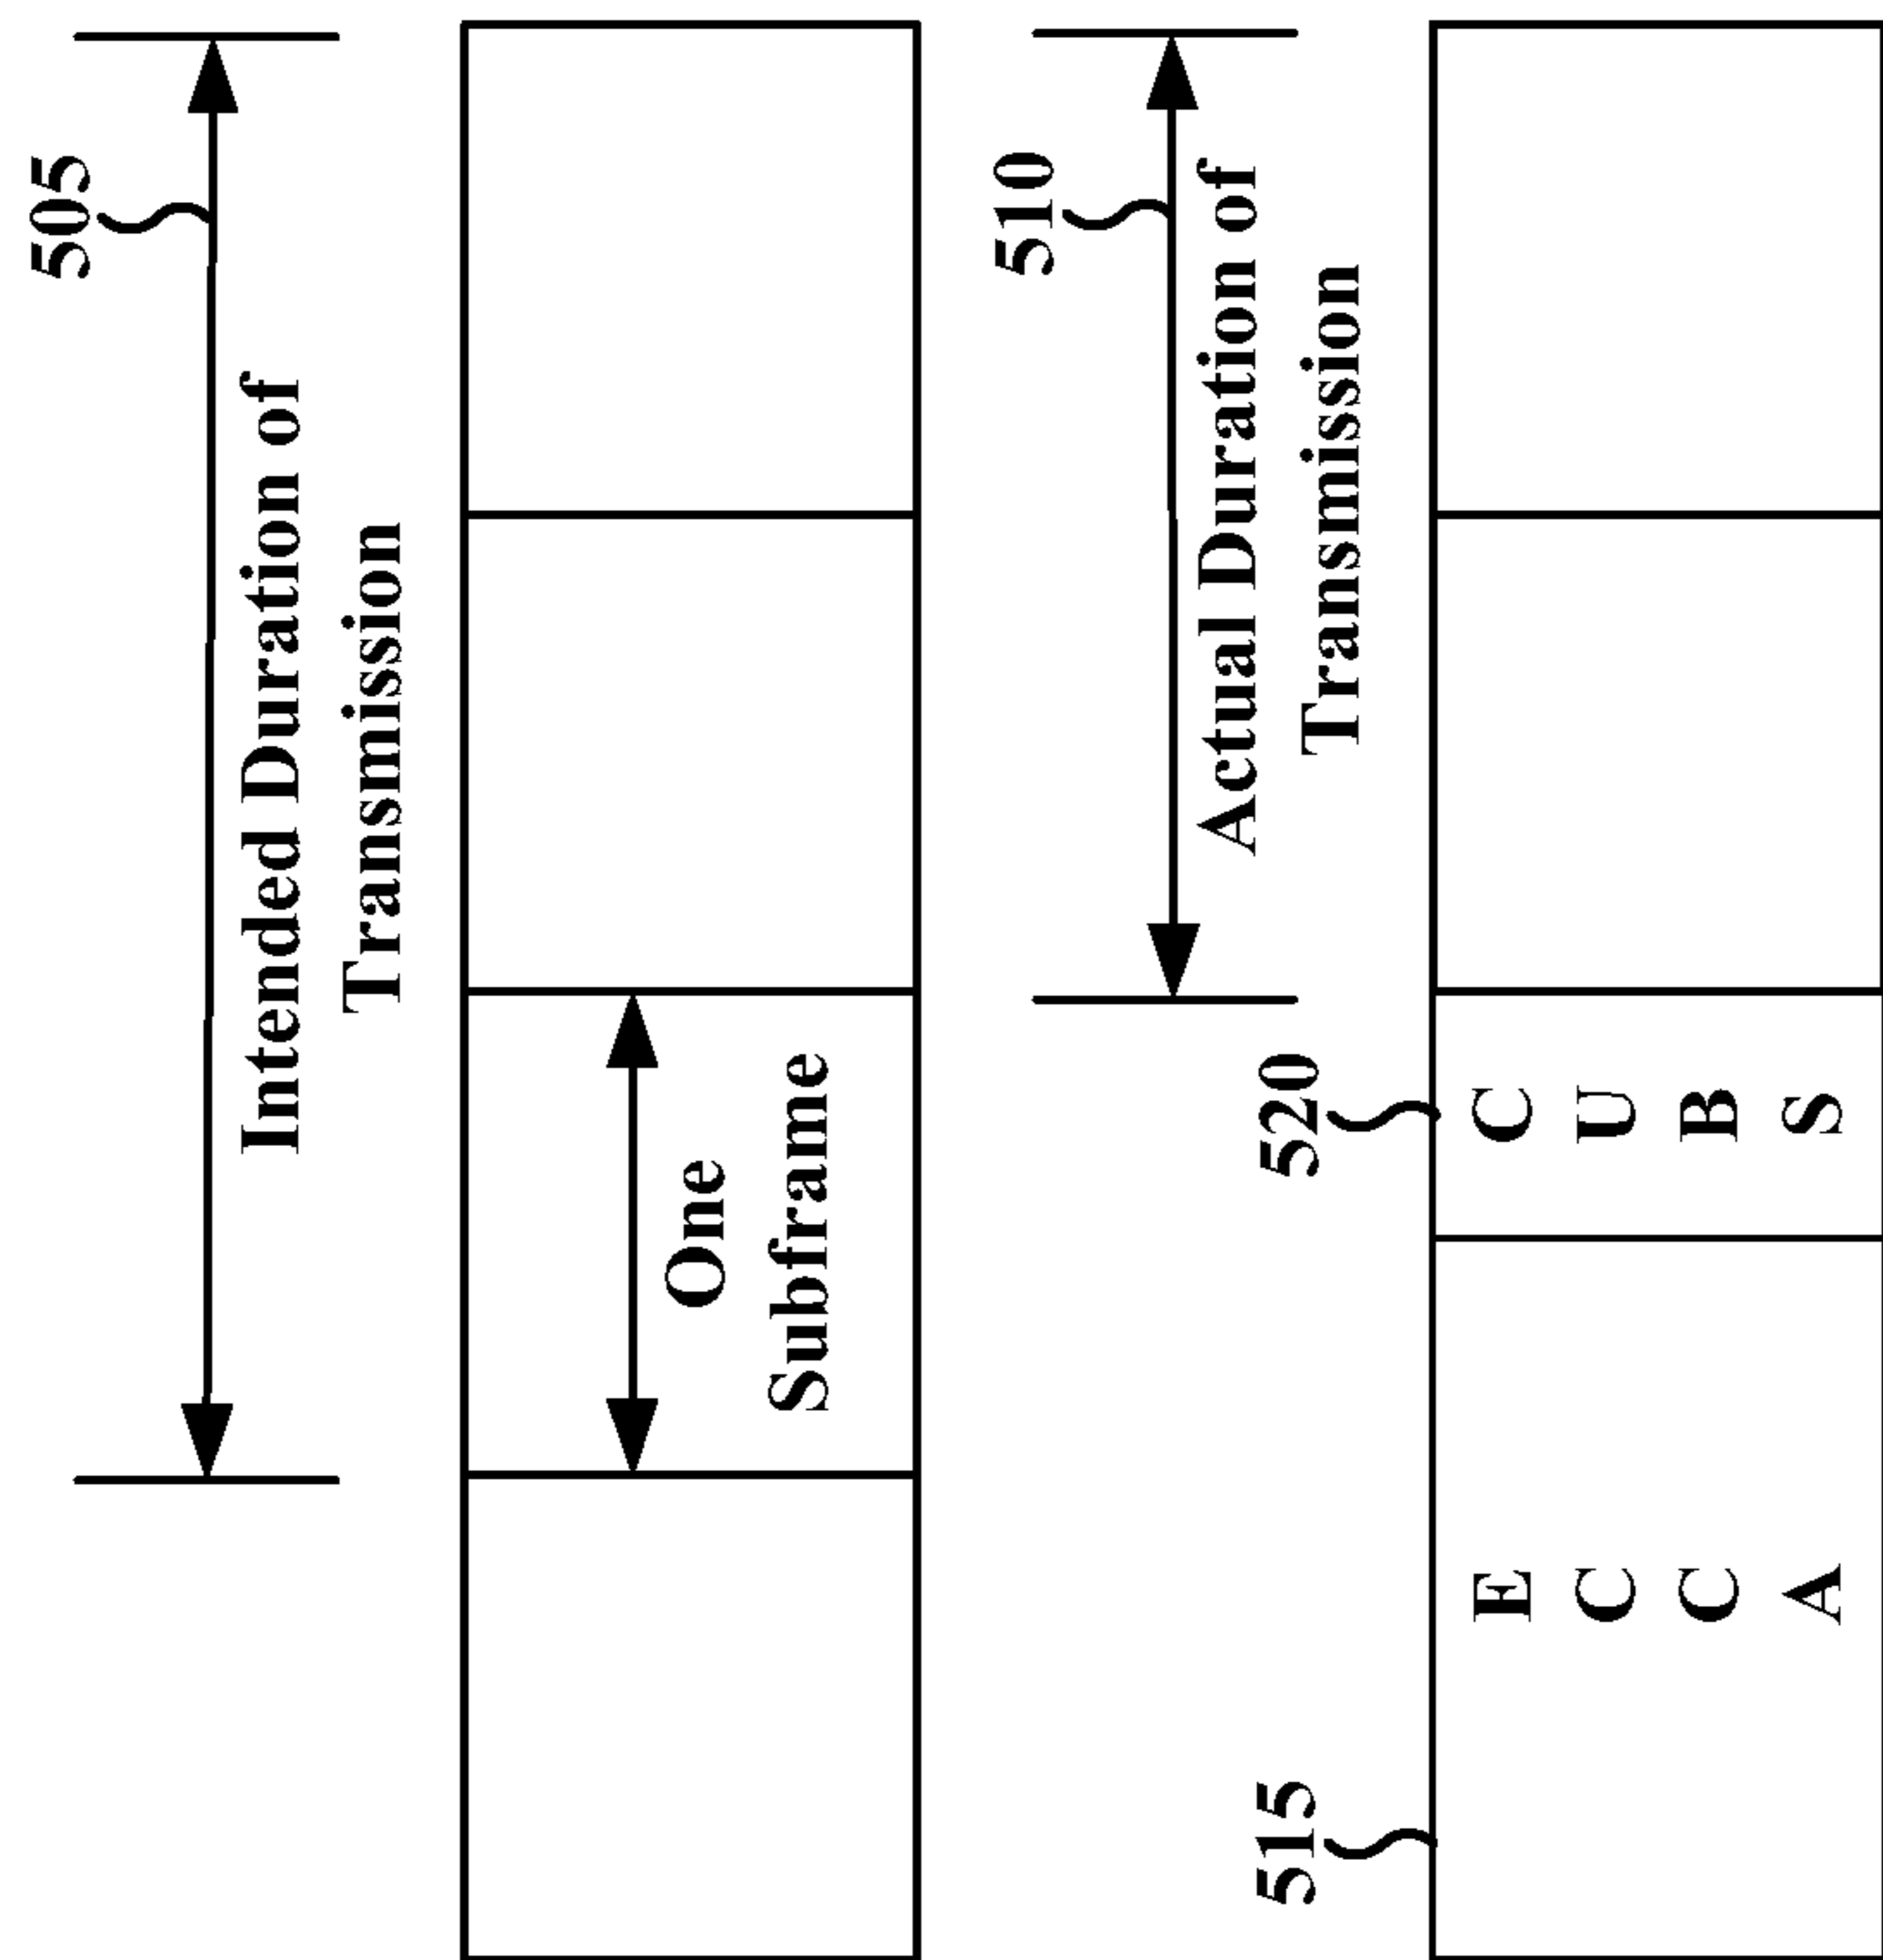 505
Intended Duration of
Transmission
One
Subframe
510
Actual Duration of
Transmission
515
520
E
C
C
A
C
U
B
S